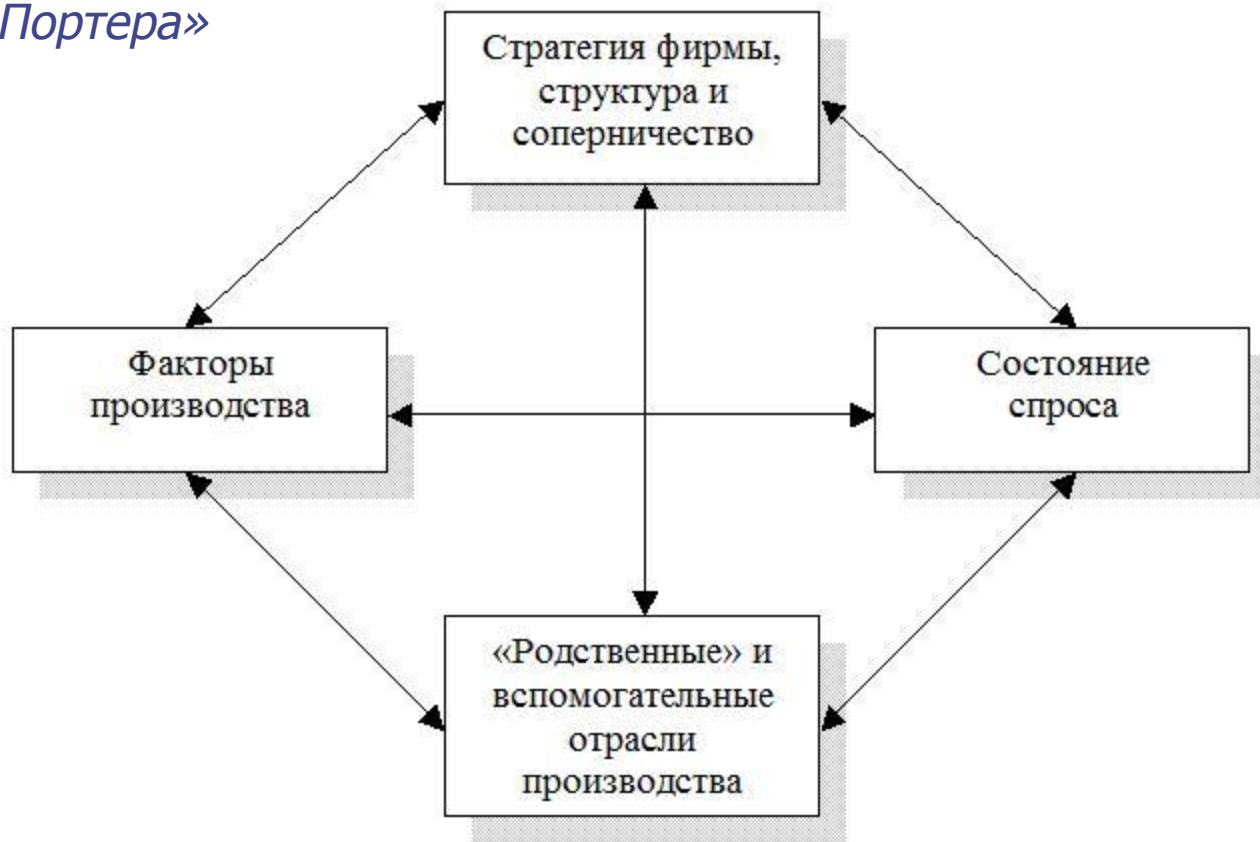 Портера»
Стратегия фирмы,
структура и
соперничество
Факторы
производства
Состояние
спроса
«Родственные» и
вспомогательные
отрасли
производства